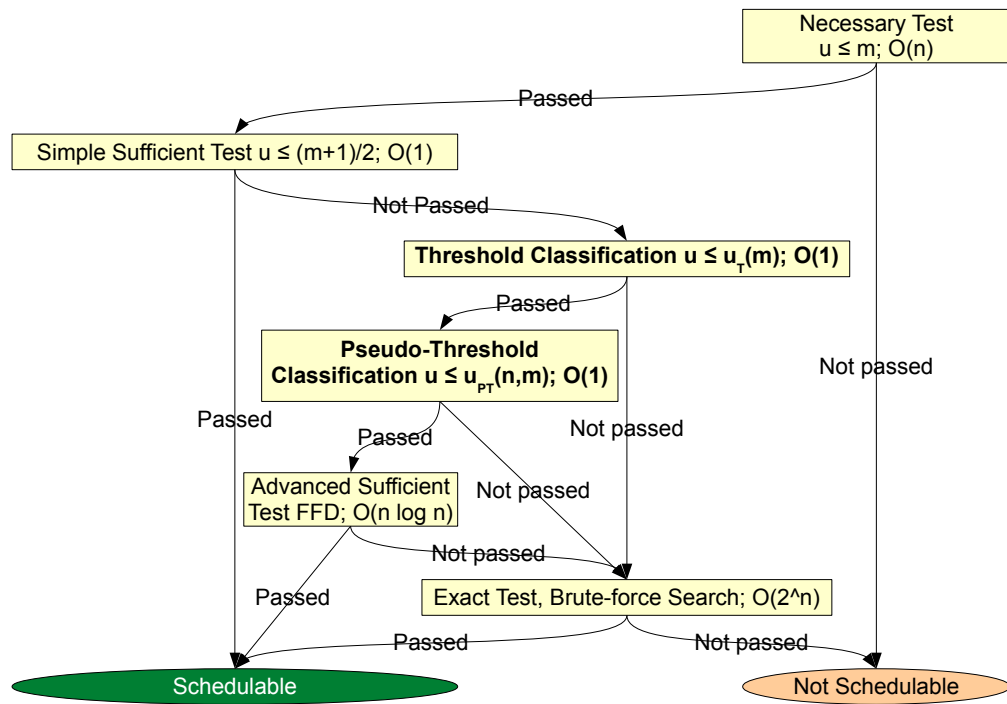 Necessary Test
u ≤ m; O(n)
Passed
Simple Sufficient Test u ≤ (m+1)/2; O(1)
Not Passed
Threshold Classification u ≤ u_T(m); O(1)
Passed
Pseudo-Threshold
Classification u ≤ u_PT(n,m); O(1)
Not passed
Passed
Not passed
Passed
Advanced Sufficient
Test FFD; O(n log n)
Not passed
Not passed
Passed
Exact Test, Brute-force Search; O(2^n)
Passed
Not passed
Schedulable
Not Schedulable